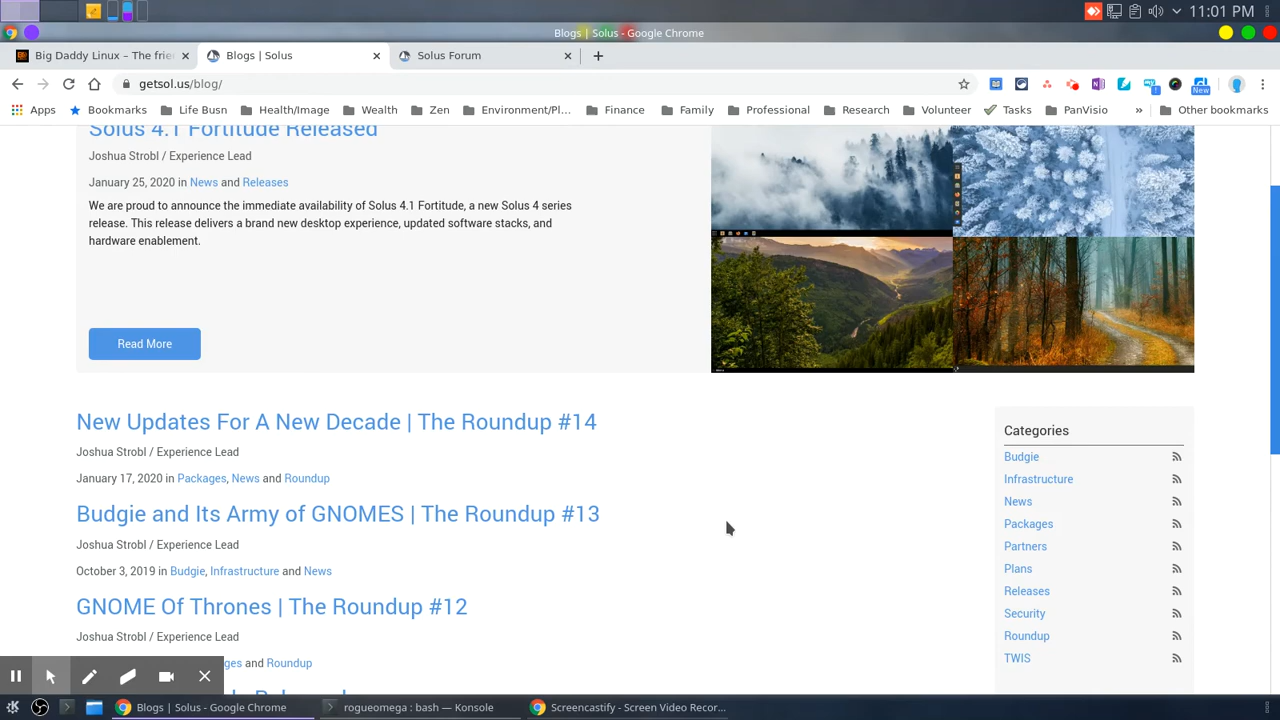 11:01 PM
Blogs | Solus - Google Chrome
Big Daddy Linux – The frie
Blogs | Solus
Solus Forum
getsol.us/blog/
New
Apps
Bookmarks
Life Busn
Health/Image
Wealth
Zen
Environment/Pl...
Finance
Family
Professional
Research
Volunteer
Tasks
PanVisio
»
Other bookmarks
Solus 4.1 Fortitude Released
Joshua Strobl / Experience Lead
January 25, 2020 in News and Releases
We are proud to announce the immediate availability of Solus 4.1 Fortitude, a new Solus 4 series
release. This release delivers a brand new desktop experience, updated software stacks, and
hardware enablement.
Read More
New Updates For A New Decade | The Roundup #14
Joshua Strobl / Experience Lead
January 17, 2020 in Packages, News and Roundup
Budgie and Its Army of GNOMES | The Roundup #13
Joshua Strobl / Experience Lead
October 3, 2019 in Budgie, Infrastructure and News
GNOME Of Thrones | The Roundup #12
Joshua Strobl / Experience Lead
ges and Roundup
Categories
Budgie
Infrastructure
News
Packages
Partners
Plans
Releases
Security
Roundup
TWIS
Blogs | Solus - Google Chrome
rogueomega : bash — Konsole
Screencastify - Screen Video Recor...